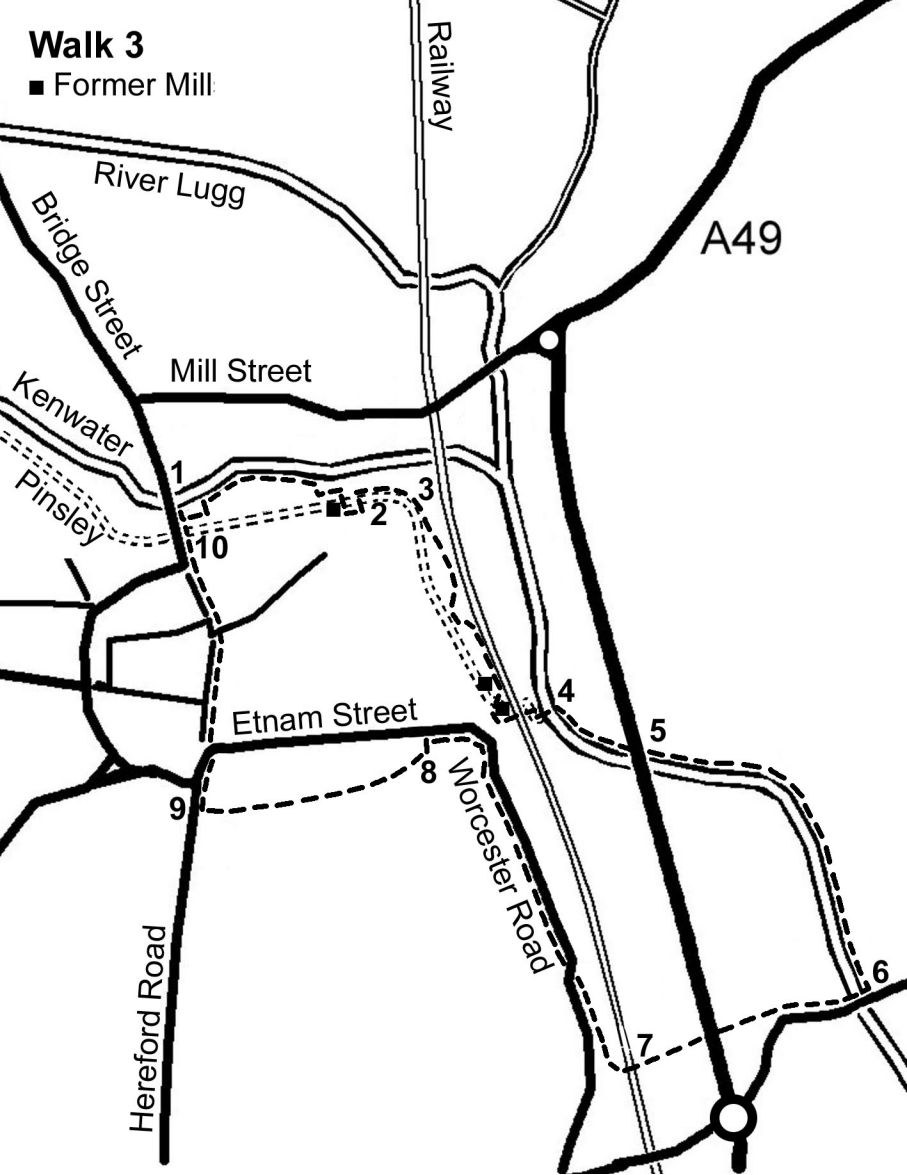 Walk 3
■ Former Mill
Railway
River Lugg
Bridge Street
A49
Mill Street
Kenwater
1
Pinsley
3
2
10
4
Etnam Street
5
8
Worcester Road
9
Hereford Road
6
7